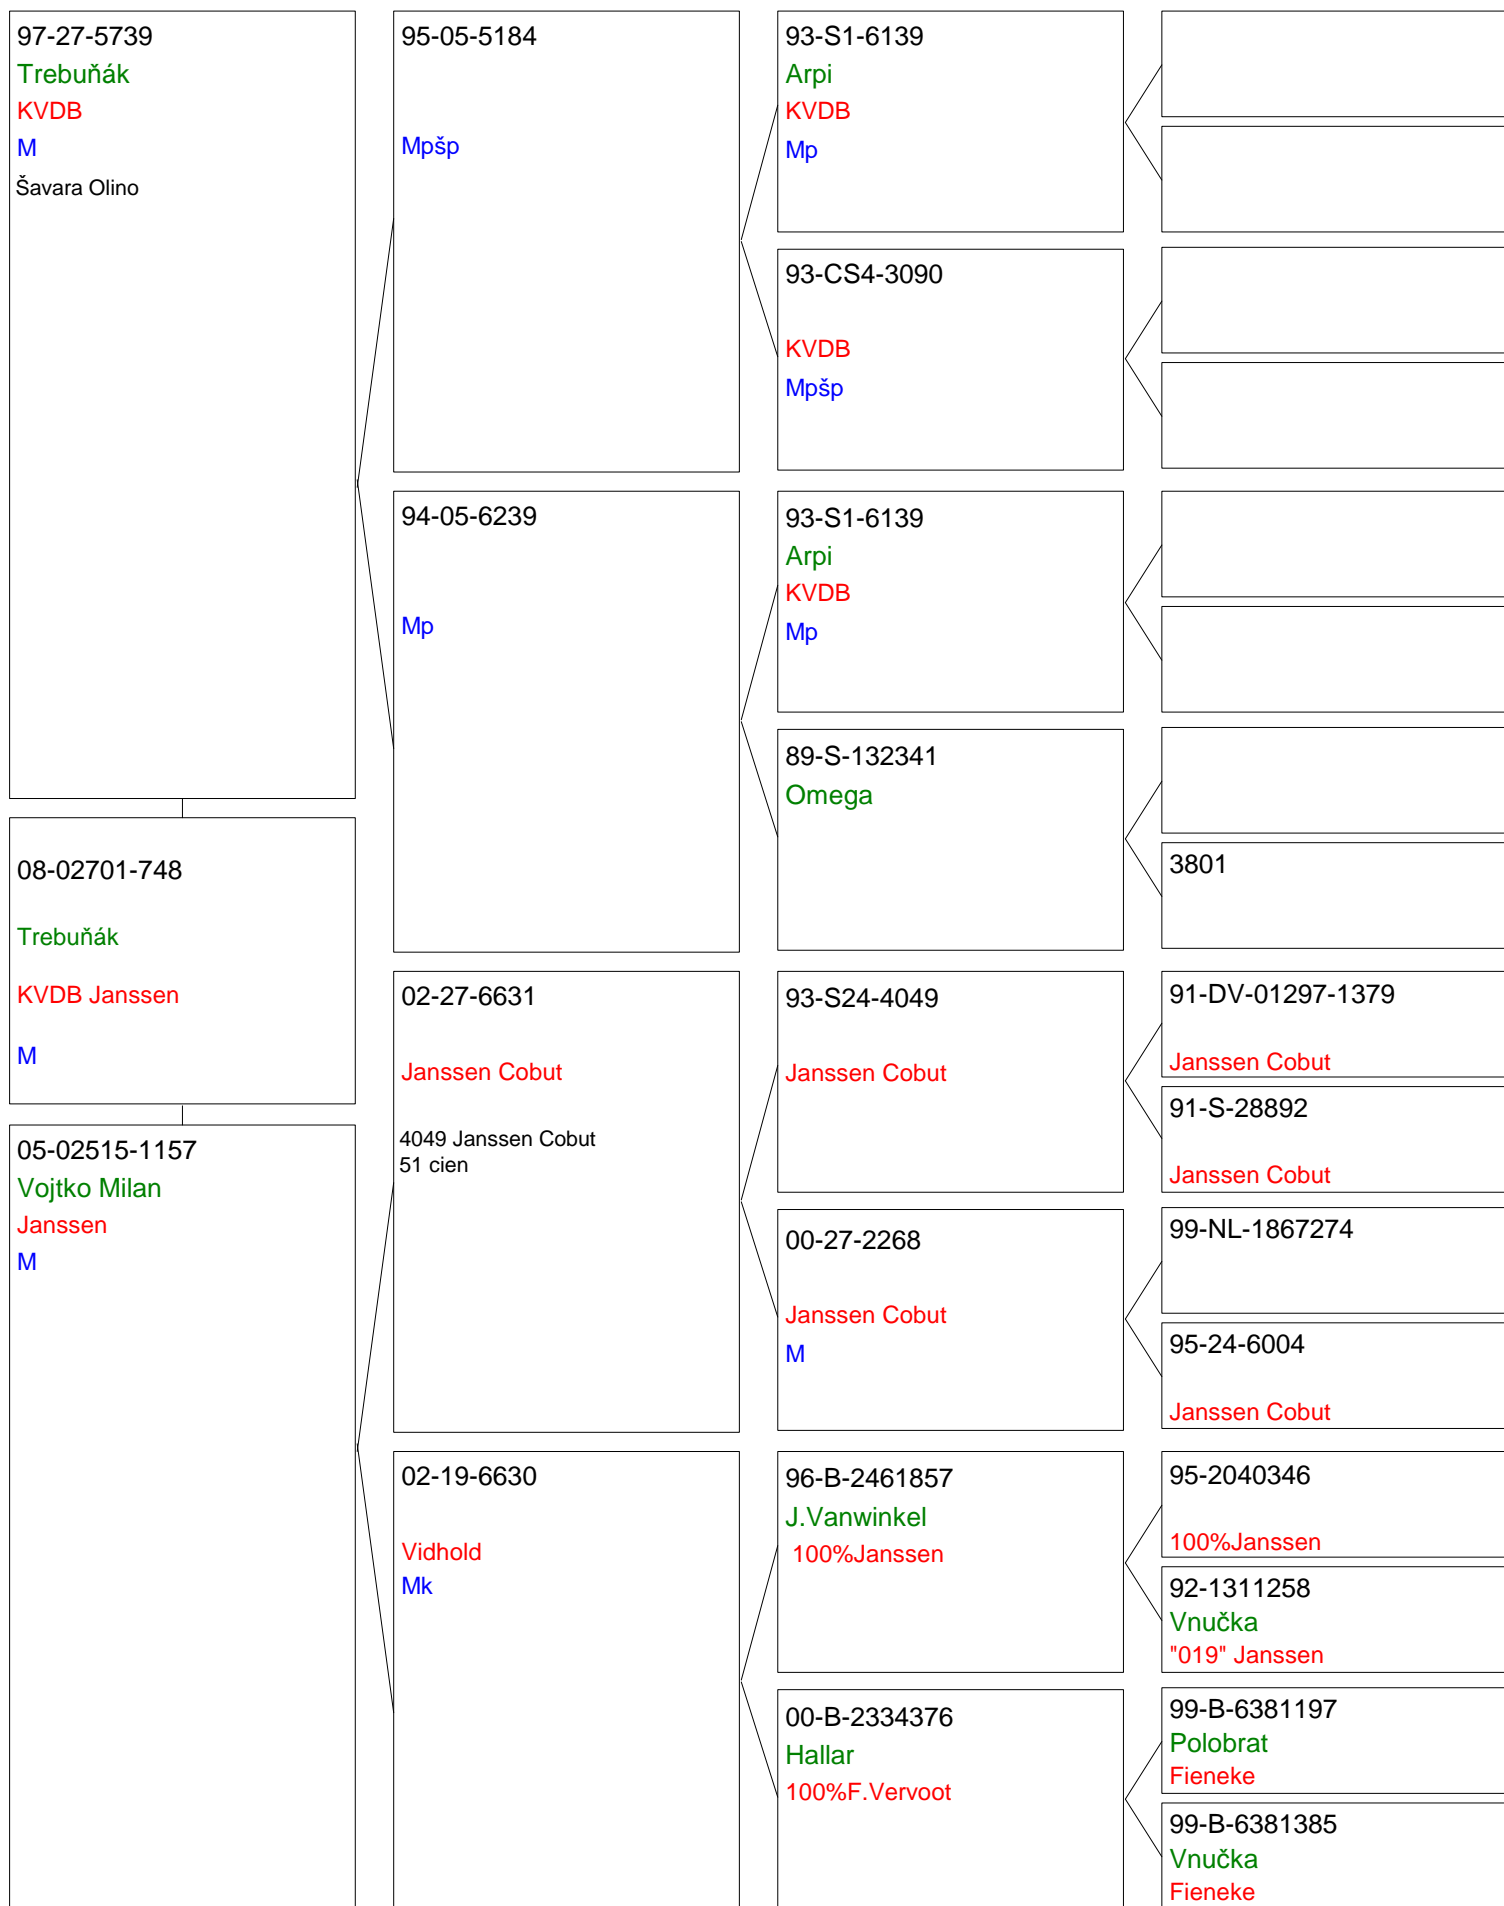 97-27-5739
Trebuňák
KVDB
M
Šavara Olino
08-02701-748
Trebuňák
KVDB Janssen
M
05-02515-1157
Vojtko Milan
Janssen
M
95-05-5184
Mpšp
94-05-6239
Mp
02-27-6631
Janssen Cobut
4049 Janssen Cobut
51 cien
02-19-6630
Vidhold
Mk
93-S1-6139
Arpi
KVDB
Mp
93-CS4-3090
KVDB
Mpšp
93-S1-6139
Arpi
KVDB
Mp
89-S-132341
Omega
93-S24-4049
Janssen Cobut
00-27-2268
Janssen Cobut
M
96-B-2461857
J.Vanwinkel
100%Janssen
00-B-2334376
Hallar
100%F.Vervoot
3801
91-DV-01297-1379
Janssen Cobut
91-S-28892
Janssen Cobut
99-NL-1867274
95-24-6004
Janssen Cobut
95-2040346
100%Janssen
92-1311258
Vnučka
"019" Janssen
99-B-6381197
Polobrat
Fieneke
99-B-6381385
Vnučka
Fieneke